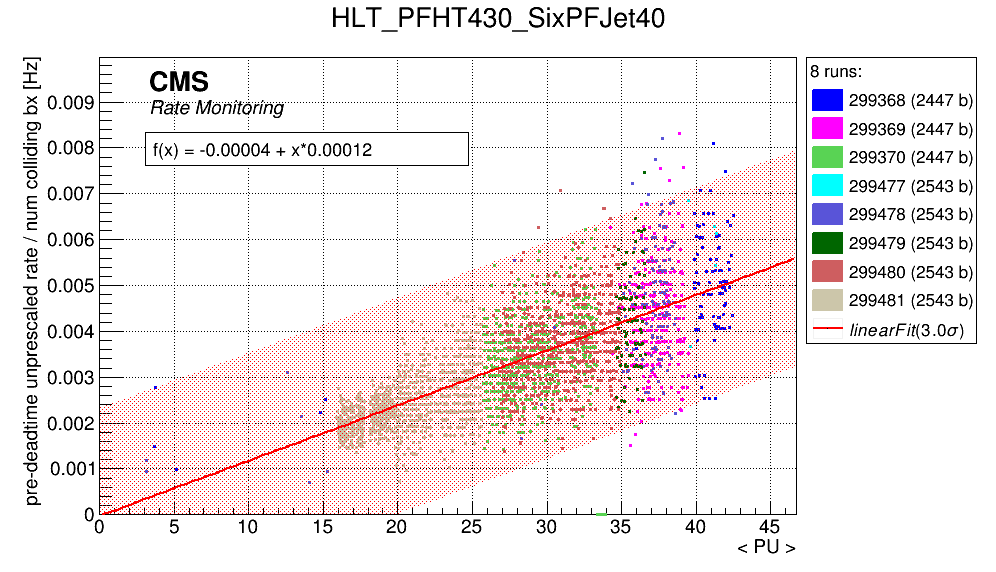 HLT_PFHT430_SixPFJet40
pre-deadtime unprescaled rate / num colliding bx [Hz]
CMS
Rate Monitoring
f(x) = -0.00004 + x*0.00012
0.009
0.008
0.007
0.006
0.005
0.004
0.003
0.002
0.001
0
0 5 10 15 20 25 30 35 40 45
< PU >
8 runs:
299368 (2447 b)
299369 (2447 b)
299370 (2447 b)
299477 (2543 b)
299478 (2543 b)
299479 (2543 b)
299480 (2543 b)
299481 (2543 b)
linearFit(3.0σ)